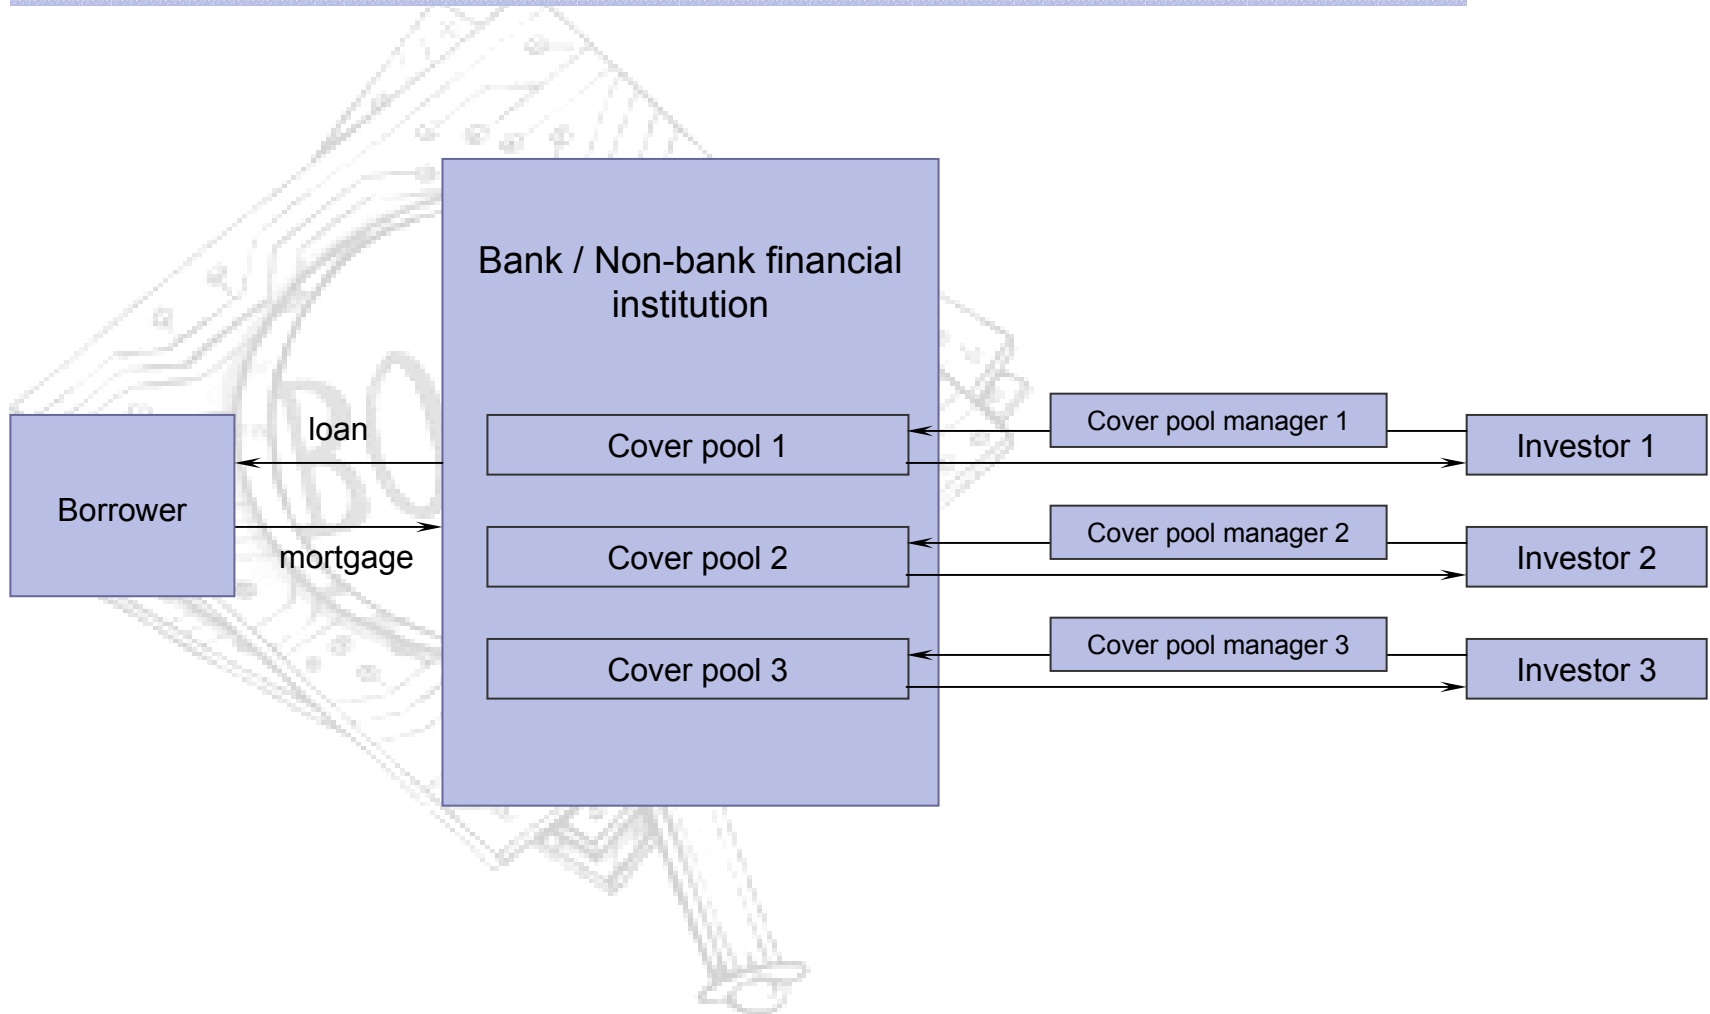 Bank / Non-bank financial
institution
loan
Borrower
mortgage
Cover pool 1
Cover pool manager 1
Investor 1
Cover pool 2
Cover pool manager 2
Investor 2
Cover pool 3
Cover pool manager 3
Investor 3
BO